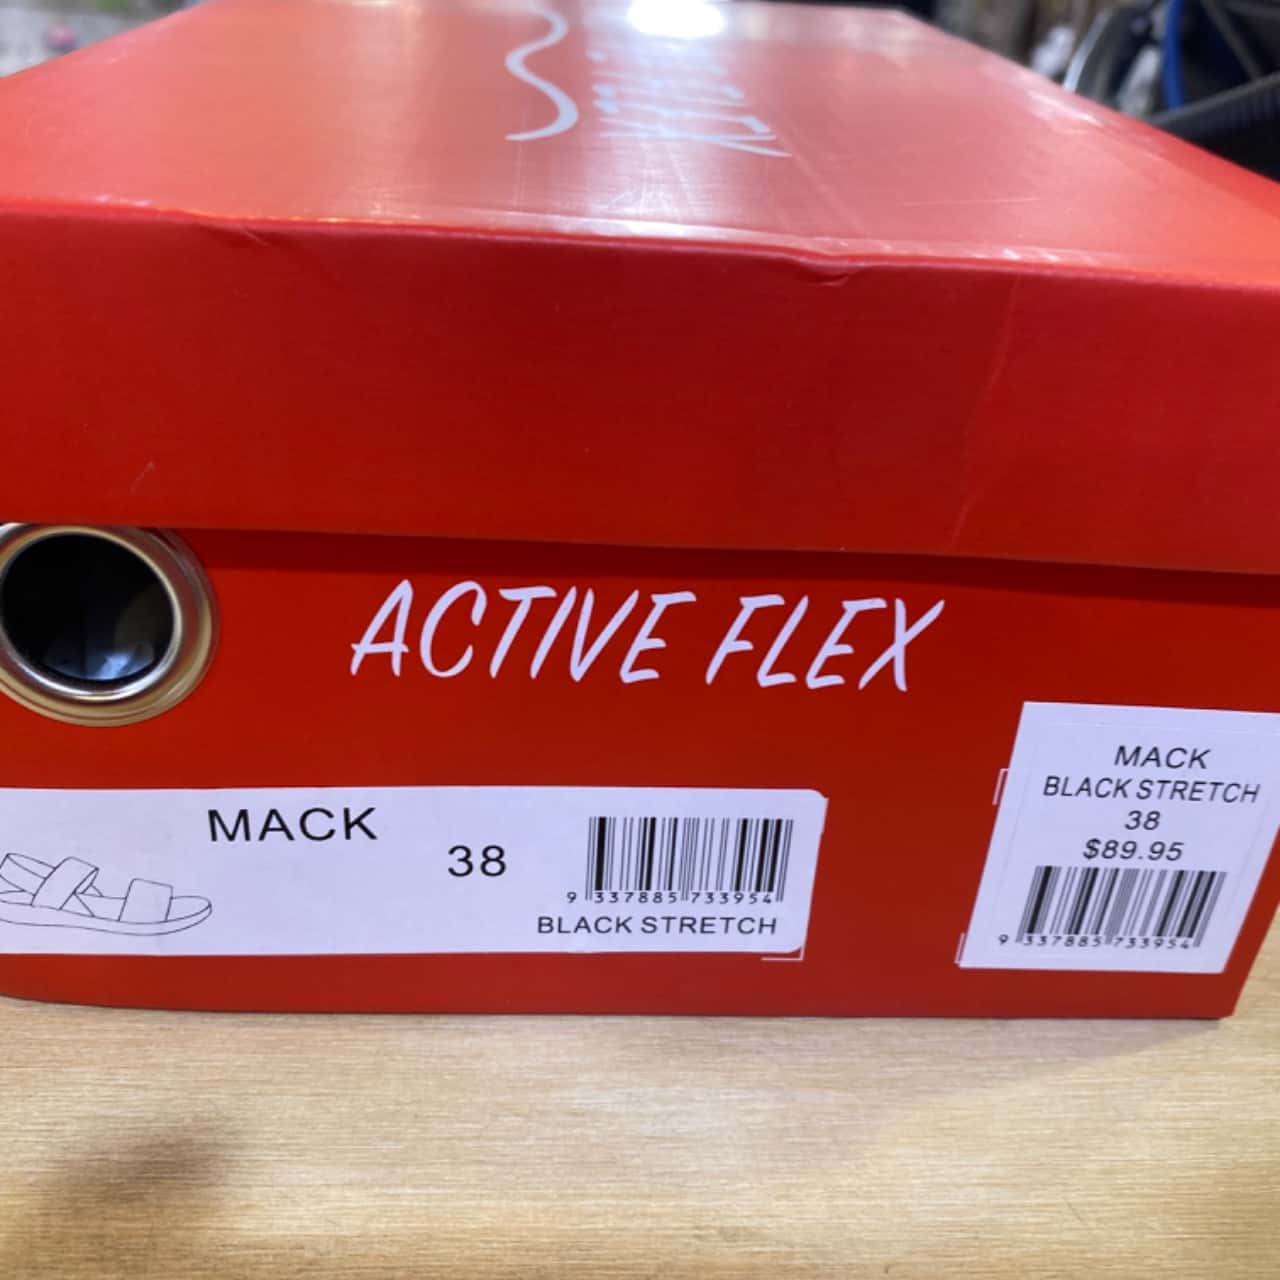 ACTIVE FLEX
MACK
38
9 337885 733954
BLACK STRETCH
MACK
BLACK STRETCH
38
$89.95
9 337885 733954